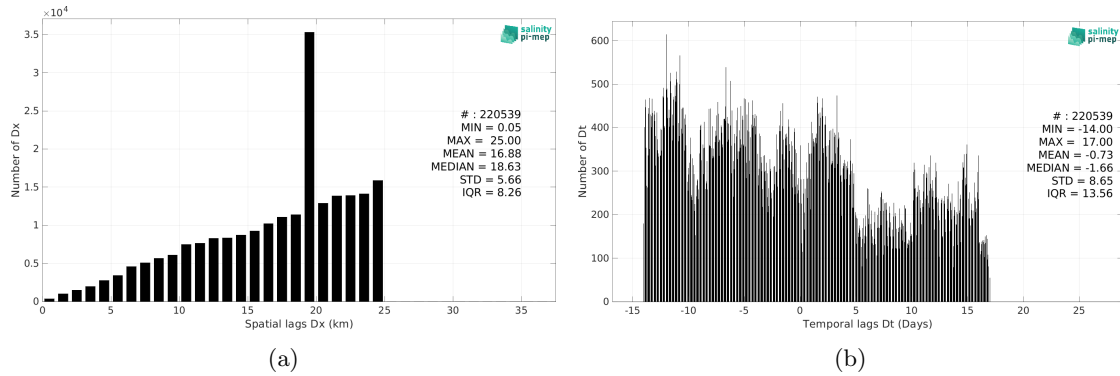 ×10⁴
3.5
3
2.5
2
1.5
1
0.5
0
Number of Dx
salinity
pi-mep
# : 220539
MIN = 0.05
MAX = 25.00
MEAN = 16.88
MEDIAN = 18.63
STD = 5.66
IQR = 8.26
0 5 10 15 20 25 30 35
Spatial lags Dx (km)
(a)
600
500
400
300
200
100
0
Number of Dt
salinity
pi-mep
# : 220539
MIN = -14.00
MAX = 17.00
MEAN = -0.73
MEDIAN = -1.66
STD = 8.65
IQR = 13.56
-15 -10 -5 0 5 10 15 20 25
Temporal lags Dt (Days)
(b)